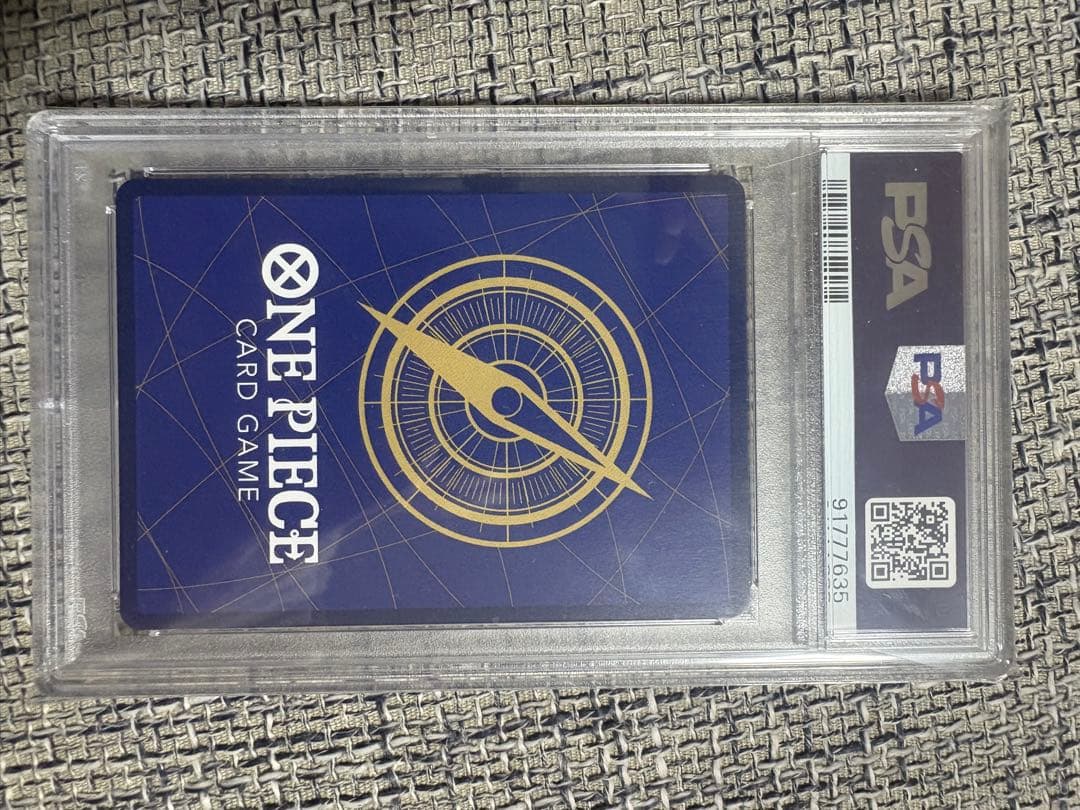 PSA
PSA
91777635
ONE PIECE
CARD GAME